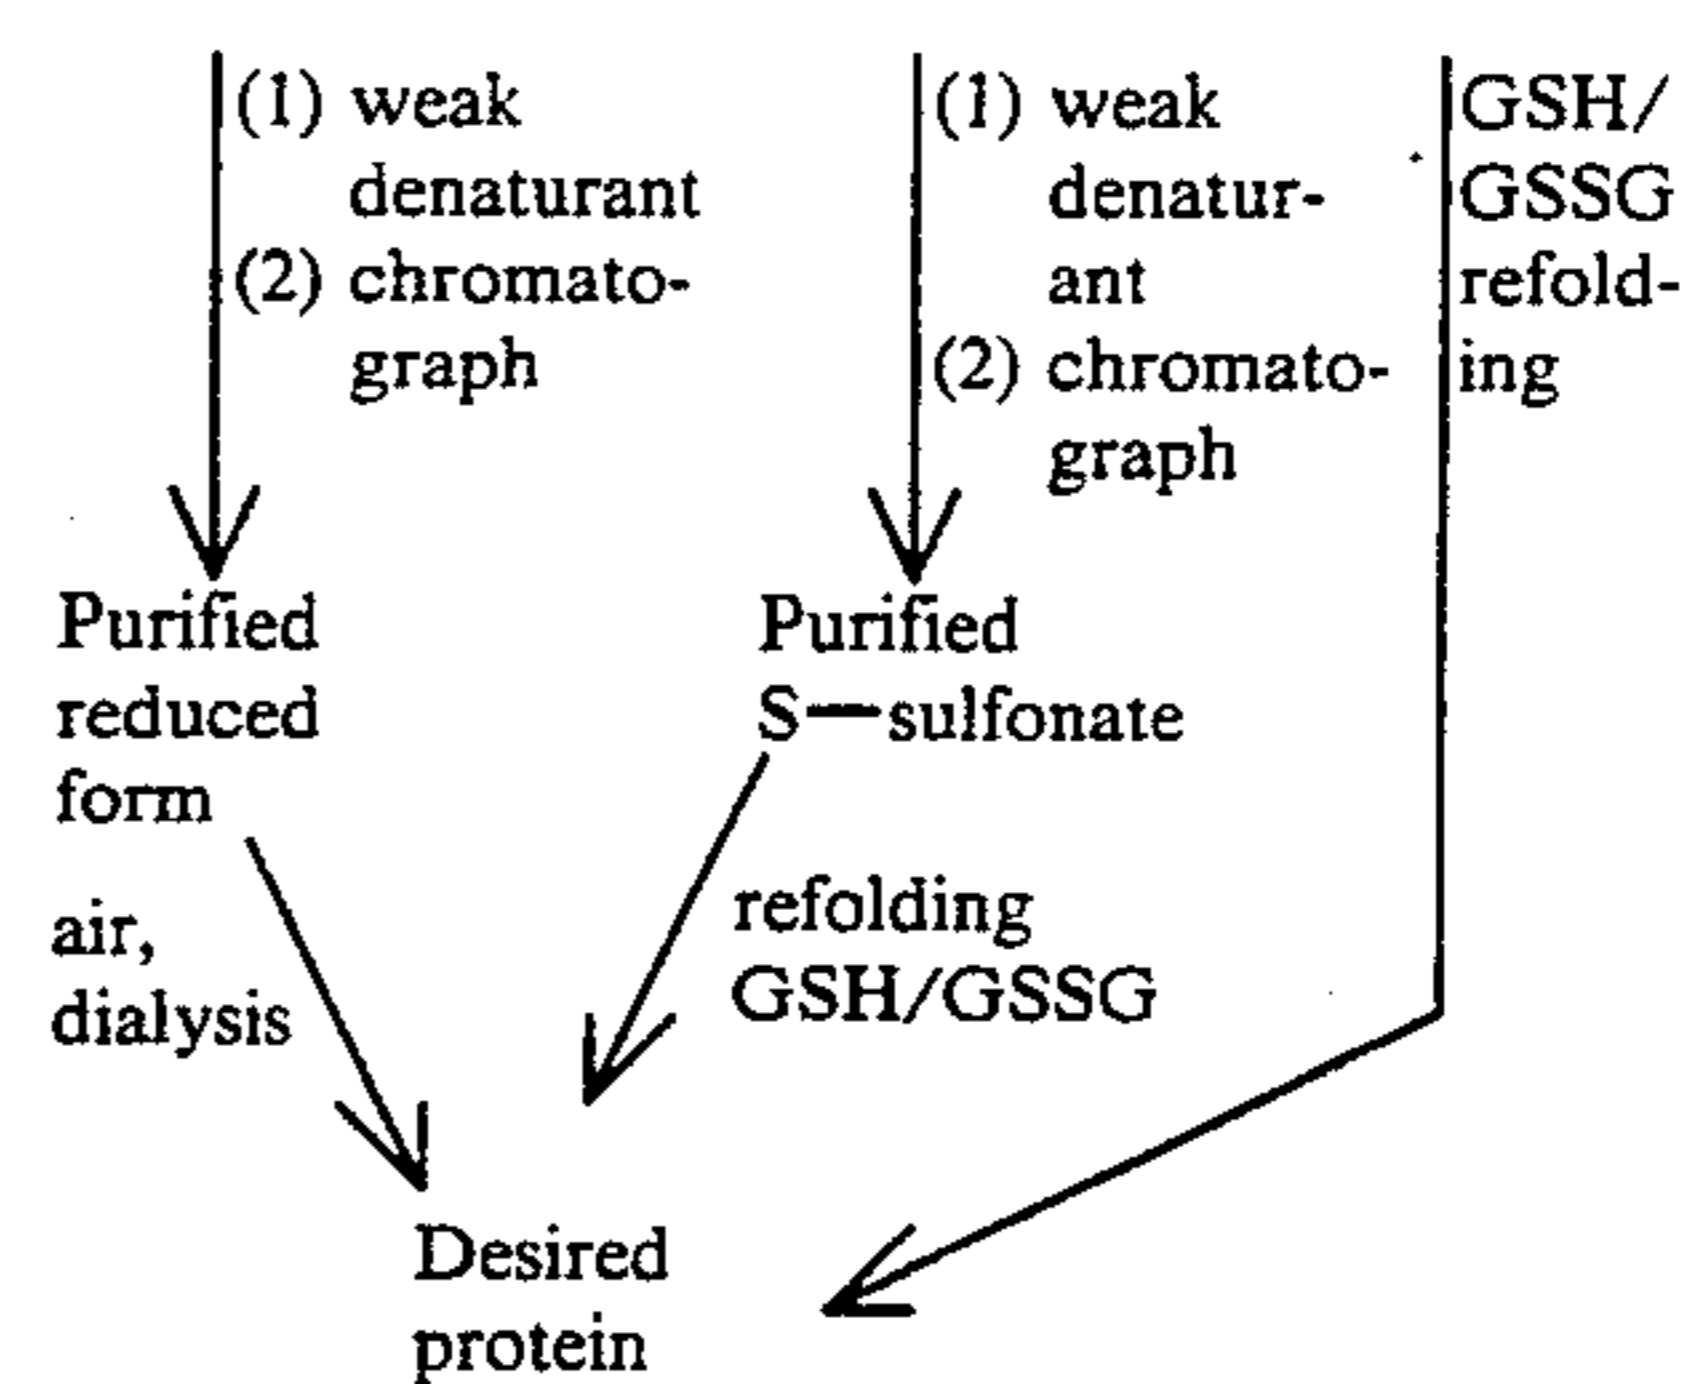 (1) weak
denaturant
(2) chromato-
graph
(1) weak
denatur-
ant
(2) chromato-
graph
GSH/
GSSG
refold-
ing
Purified
reduced
form
Purified
S—sulfonate
air,
dialysis
refolding
GSH/GSSG
Desired
protein